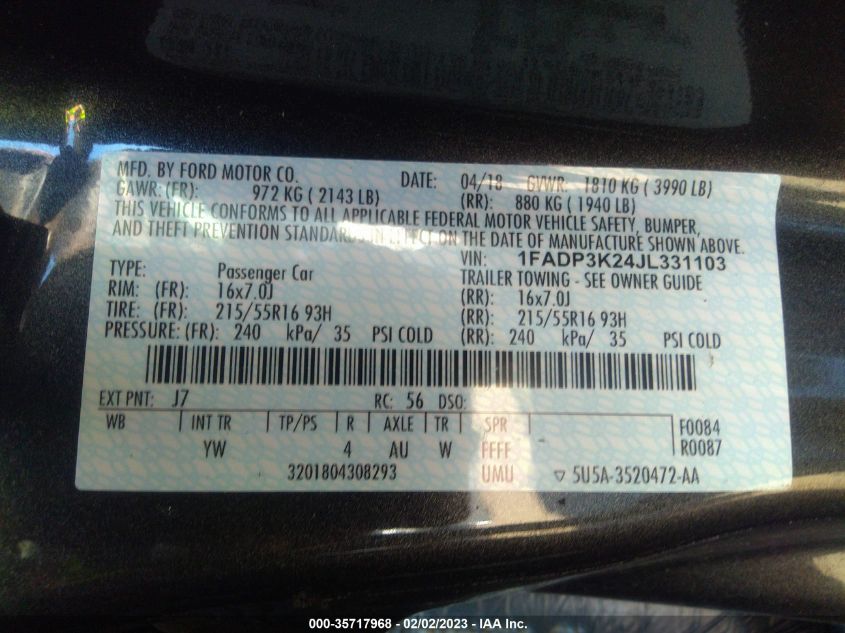 MFD. BY FORD MOTOR CO. DATE: 04/18 GVWR: 1810 KG ( 3990 LB)
GAWR: (FR): 972 KG ( 2143 LB) (RR): 880 KG ( 1940 LB)
THIS VEHICLE CONFORMS TO ALL APPLICABLE FEDERAL MOTOR VEHICLE SAFETY, BUMPER,
AND THEFT PREVENTION STANDARDS IN EFFECT ON THE DATE OF MANUFACTURE SHOWN ABOVE.
VIN: 1FADP3K24JL331103
TYPE: Passenger Car TRAILER TOWING - SEE OWNER GUIDE
RIM: (FR): 16x7.0J (RR): 16x7.0J
TIRE: (FR): 215/55R16 93H (RR): 215/55R16 93H
PRESSURE: (FR): 240 kPa/ 35 PSI COLD (RR): 240 kPa/ 35 PSI COLD
EXT PNT: J7 RC: 56 DSO:
WB INT TR TP/PS R AXLE TR SPR F0084
YW 4 AU W FFFF R0087
3201804308293 UMU ▽ 5U5A-3520472-AA
000-35717968 - 02/02/2023 - IAA Inc.